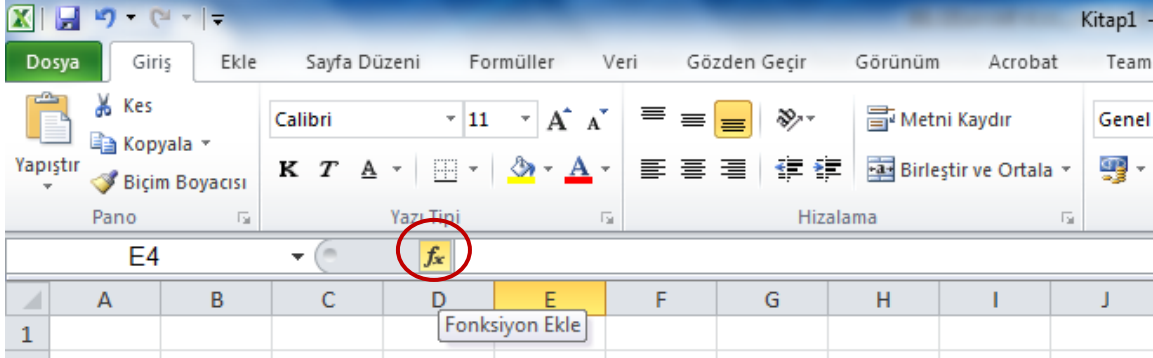 Kitap1 -
Dosya Giriş Ekle Sayfa Düzeni Formüller Veri Gözden Geçir Görünüm Acrobat Team
Yapıştır
Kes
Kopyala
Biçim Boyacısı
Pano
Calibri 11 A A
K T A A
Yazı Tipi
Metni Kaydır
Birleştir ve Ortala
Hizalama
Genel
E4 fx
A B C D E F G H I J
Fonksiyon Ekle
1